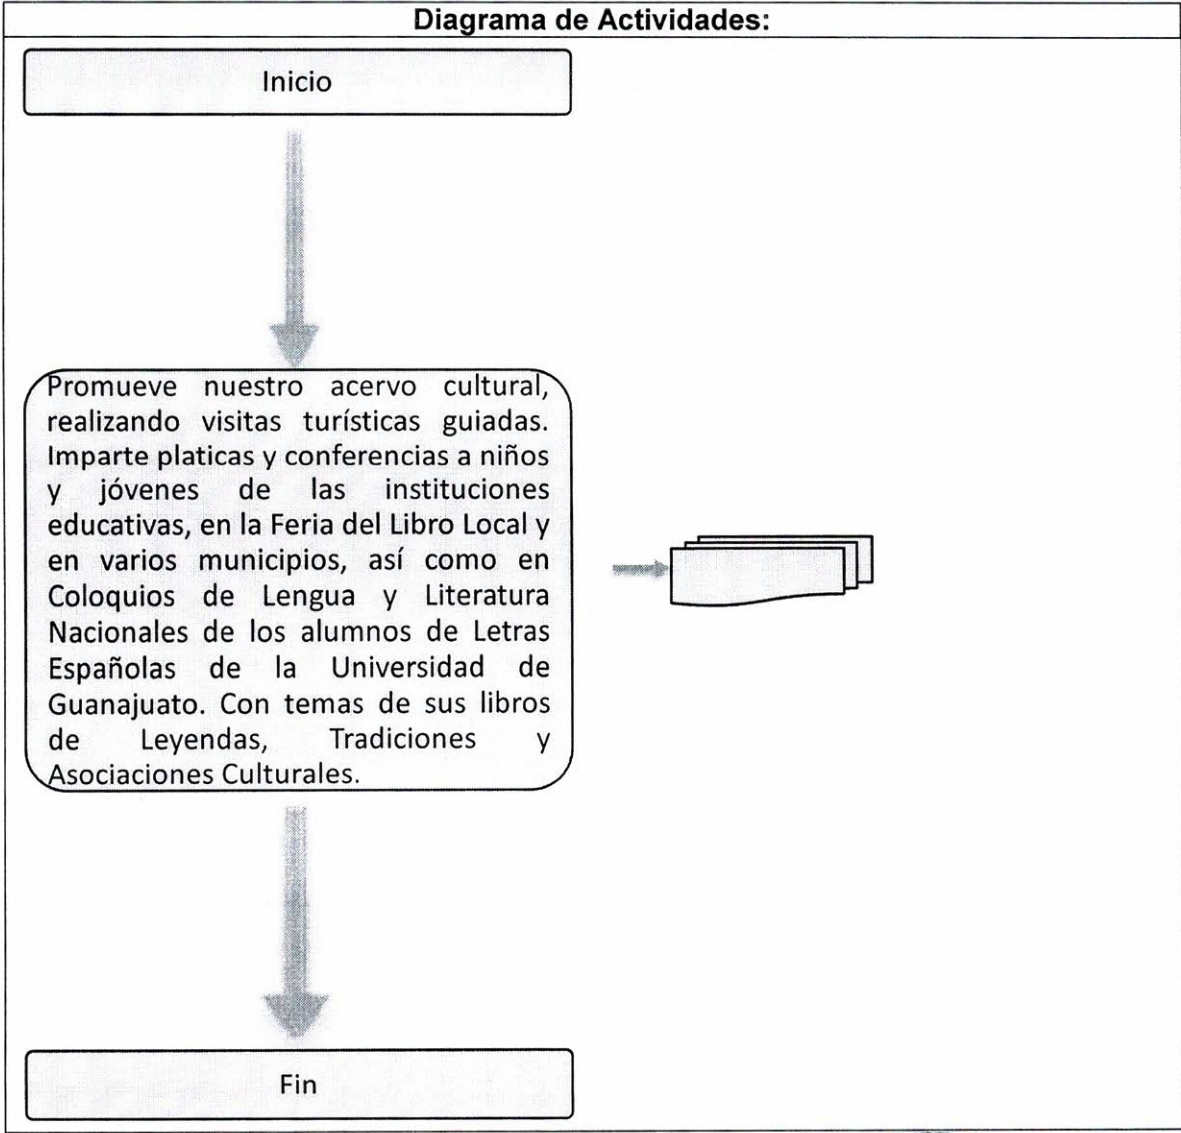 Diagrama de Actividades:
Inicio
Promueve nuestro acervo cultural,
realizando visitas turísticas guiadas.
Imparte platicas y conferencias a niños
y jóvenes de las instituciones
educativas, en la Feria del Libro Local y
en varios municipios, así como en
Coloquios de Lengua y Literatura
Nacionales de los alumnos de Letras
Españolas de la Universidad de
Guanajuato. Con temas de sus libros
de Leyendas, Tradiciones y
Asociaciones Culturales.
Fin